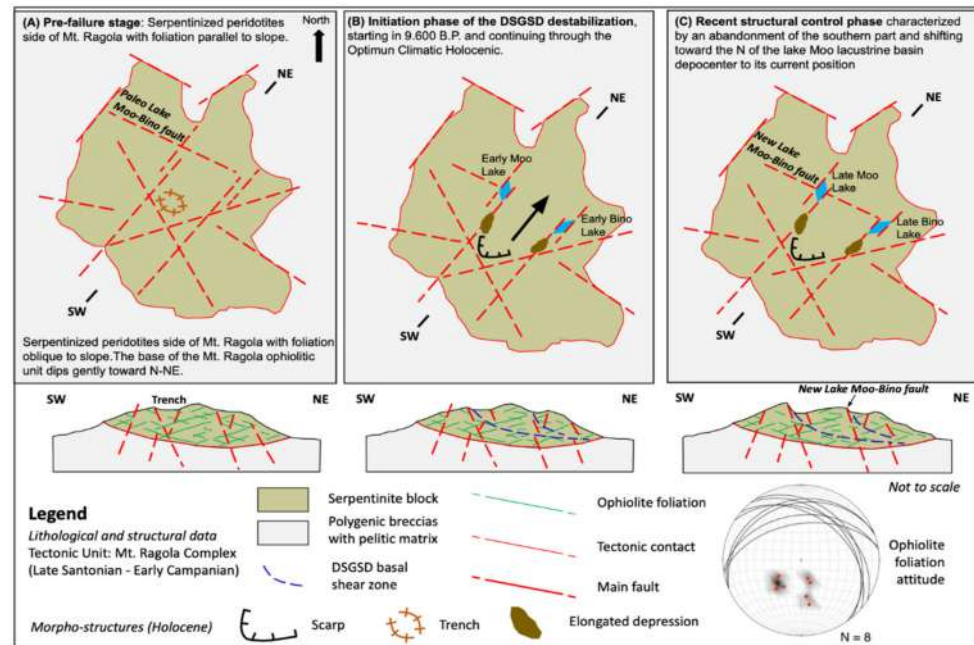 (A) Pre-failure stage: Serpentinized peridotites
side of Mt. Ragola with foliation parallel to slope.
North
NE
Paleo Lake
Moo-Bino fault
SW
Serpentinized peridotites side of Mt. Ragola with foliation
oblique to slope.The base of the Mt. Ragola ophiolitic
unit dips gently toward N-NE.
(B) Initiation phase of the DSGSD destabilization,
starting in 9.600 B.P. and continuing through the
Optimun Climatic Holocenic.
NE
Early Moo
Lake
Early Bino
Lake
SW
(C) Recent structural control phase characterized
by an abandonment of the southern part and shifting
toward the N of the lake Moo lacustrine basin
depocenter to its current position
NE
New Lake
Moo-Bino fault
Late Moo
Lake
Late Bino
Lake
SW
SW
Trench
NE
SW
NE
SW
New Lake Moo-Bino fault
NE
Not to scale
Legend
Lithological and structural data
Tectonic Unit: Mt. Ragola Complex
(Late Santonian - Early Campanian)
Serpentinite block
Polygenic breccias
with pelitic matrix
DSGSD basal
shear zone
Ophiolite foliation
Tectonic contact
Main fault
Ophiolite
foliation
attitude
N = 8
Morpho-structures (Holocene)
Scarp
Trench
Elongated depression